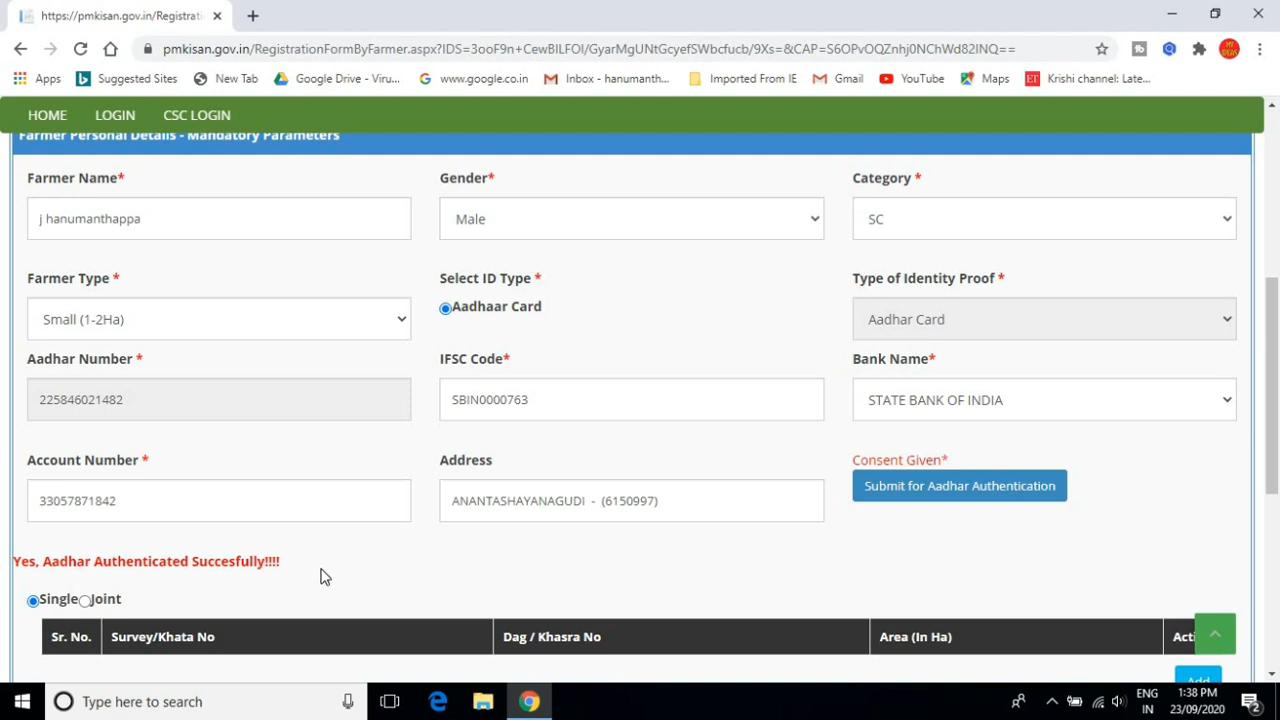 https://pmkisan.gov.in/Registrati
pmkisan.gov.in/RegistrationFormByFarmer.aspx?IDS=3ooF9n+CewBILFOI/GyarMgUNtGcyefSWbcfucb/9Xs=&CAP=S6OPvOQZnhj0NChWd82INQ==
Apps Suggested Sites New Tab Google Drive - Viru... www.google.co.in Inbox - hanumanth... Imported From IE Gmail YouTube Maps ET Krishi channel: Late...
HOME LOGIN CSC LOGIN
Farmer Personal Details - Mandatory Parameters
Farmer Name* Gender* Category *
j hanumanthappa Male SC
Farmer Type * Select ID Type * Type of Identity Proof *
Aadhaar Card
Small (1-2Ha) Aadhar Card
Aadhar Number * IFSC Code* Bank Name*
225846021482 SBIN0000763 STATE BANK OF INDIA
Account Number * Address Consent Given*
Submit for Aadhar Authentication
33057871842 ANANTASHAYANAGUDI - (6150997)
Yes, Aadhar Authenticated Succesfully!!!!
Single Joint
Sr. No. Survey/Khata No Dag / Khasra No Area (In Ha) Acti
Add
Type here to search
ENG 1:38 PM
IN 23/09/2020 2